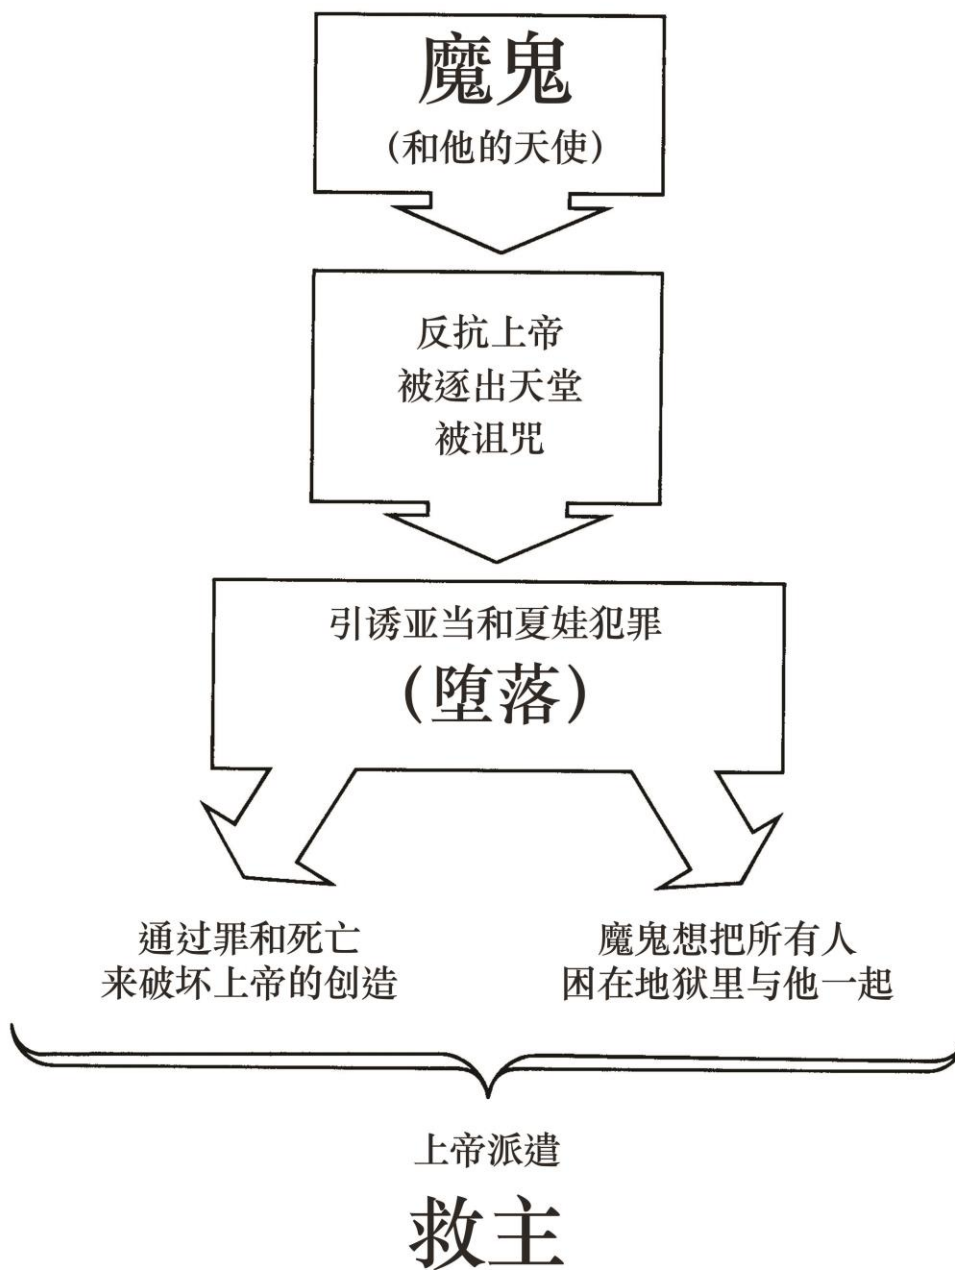 魔鬼
（和他的天使）
反抗上帝
被逐出天堂
被诅咒
引诱亚当和夏娃犯罪
（堕落）
通过罪和死亡
来破坏上帝的创造
魔鬼想把所有人
困在地狱里与他一起
上帝派遣
救主